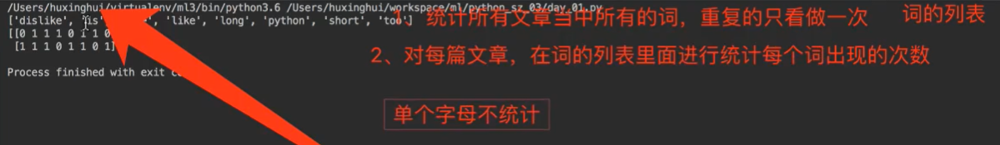 /Users/huxinghui/virtualenv/ml3/bin/python3.6 /Users/huxinghui/workspace/ml/python_sz_03/day_01.py
统计所有文章当中所有的词，重复的只看做一次 词的列表
['dislike', 'is', 'like', 'long', 'python', 'short', 'too']
[[0 1 1 1 0 1 1 0
[1 1 1 0 1 1 0 1]
2、对每篇文章，在词的列表里面进行统计每个词出现的次数
Process finished with exit
单个字母不统计